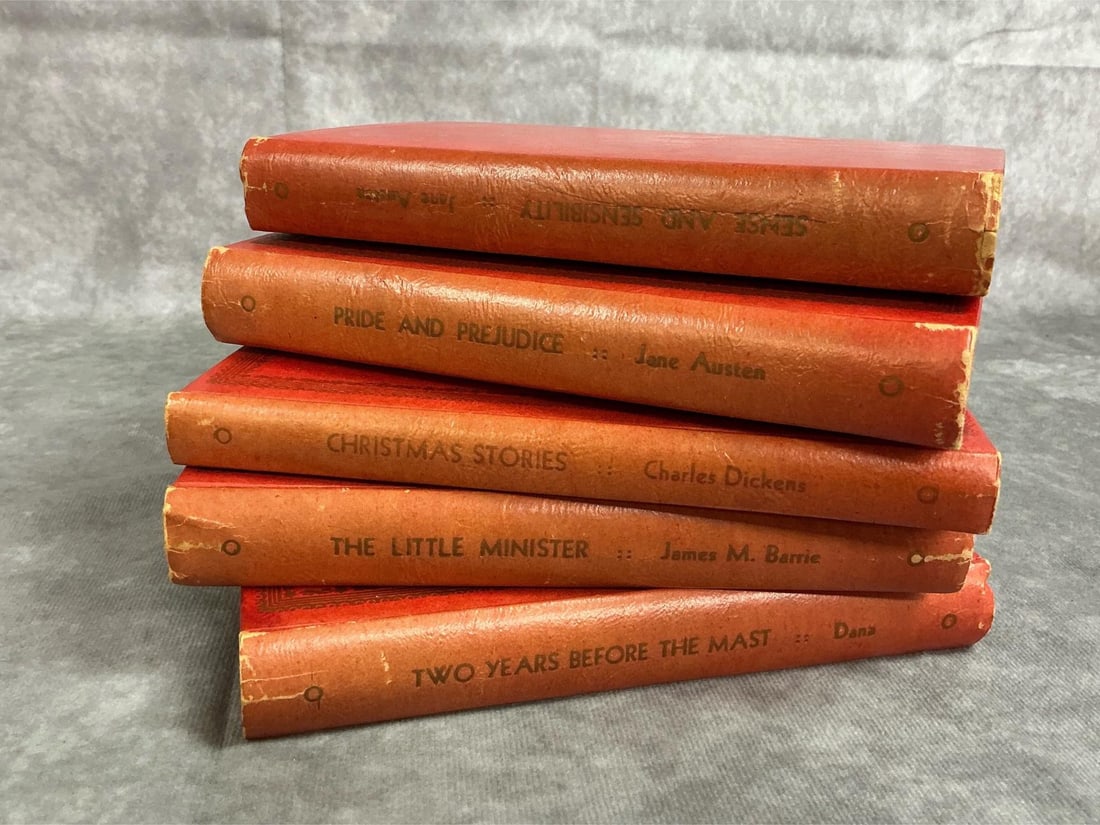 SENSE AND SENSIBILITY :: Jane Austen
PRIDE AND PREJUDICE :: Jane Austen
CHRISTMAS STORIES :: Charles Dickens
THE LITTLE MINISTER :: James M. Barrie
TWO YEARS BEFORE THE MAST :: Dana